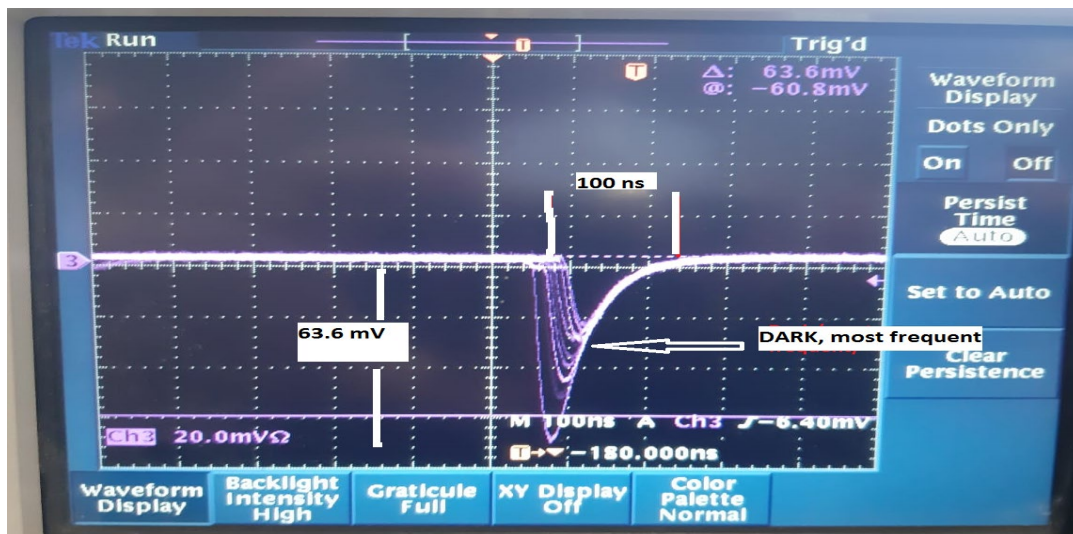 Tek Run
Trig'd
T
T
Δ: 63.6mV
@: -60.8mV
Waveform
Display
Dots Only
On Off
100 ns
Persist
Time
Auto
3
Set to Auto
63.6 mV
DARK, most frequent
Clear
Persistence
M 100ns A Ch3 ʃ -6.40mV
Ch3 20.0mVΩ
T→▼ -180.000ns
Waveform
Display
Backlight
Intensity
High
Graticule
Full
XY Display
Off
Color
Palette
Normal